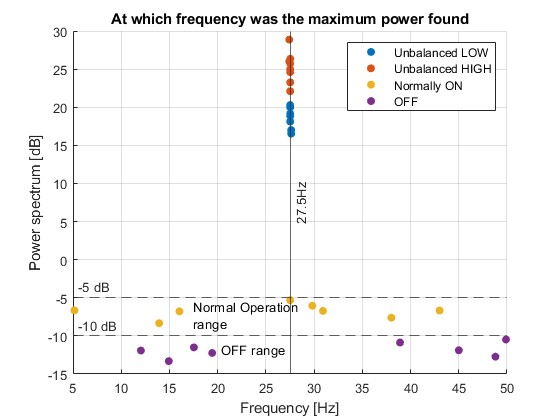 At which frequency was the maximum power found
Power spectrum [dB]
30
25
20
15
10
5
0
-5
-10
-15
Unbalanced LOW
Unbalanced HIGH
Normally ON
OFF
27.5Hz
-5 dB
Normal Operation
range
-10 dB
OFF range
5 10 15 20 25 30 35 40 45 50
Frequency [Hz]